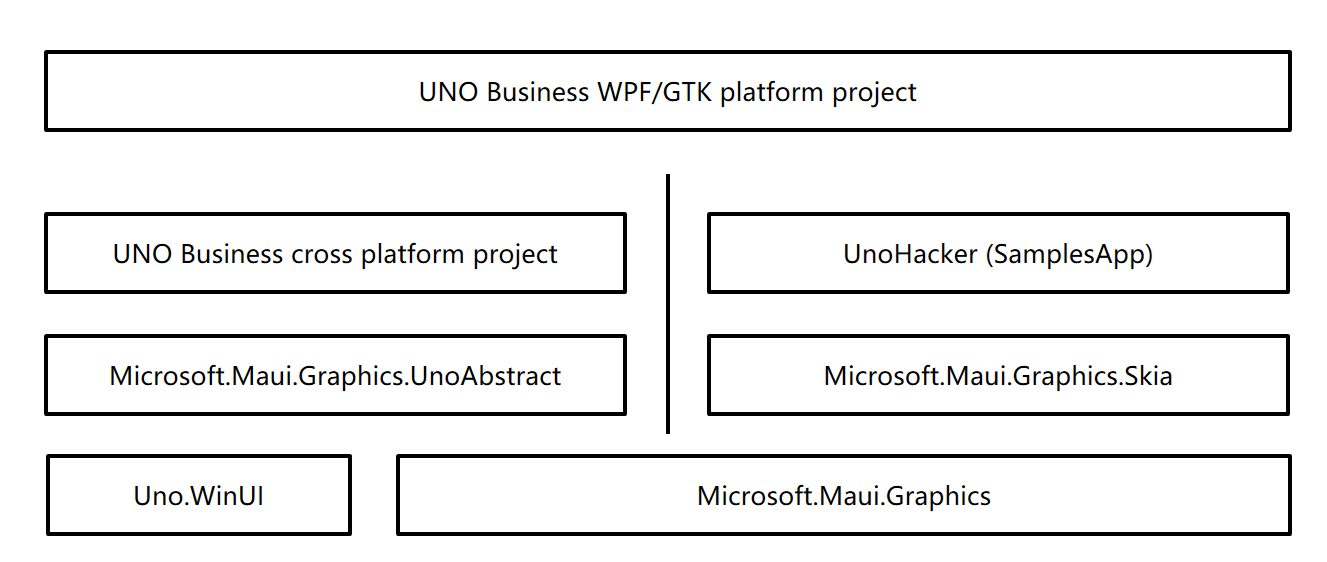 UNO Business WPF/GTK platform project
UNO Business cross platform project
UnoHacker (SamplesApp)
Microsoft.Maui.Graphics.UnoAbstract
Microsoft.Maui.Graphics.Skia
Uno.WinUI
Microsoft.Maui.Graphics